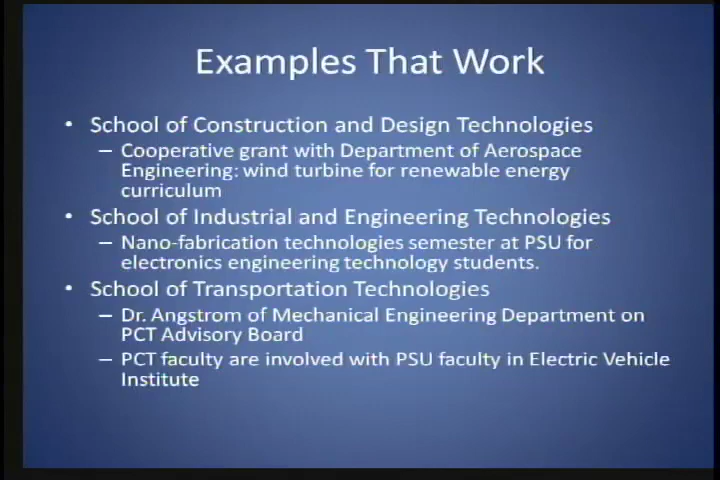 Examples That Work
• School of Construction and Design Technologies
– Cooperative grant with Department of Aerospace
Engineering: wind turbine for renewable energy
curriculum
• School of Industrial and Engineering Technologies
– Nano-fabrication technologies semester at PSU for
electronics engineering technology students.
• School of Transportation Technologies
– Dr. Angstrom of Mechanical Engineering Department on
PCT Advisory Board
– PCT faculty are involved with PSU faculty in Electric Vehicle
Institute